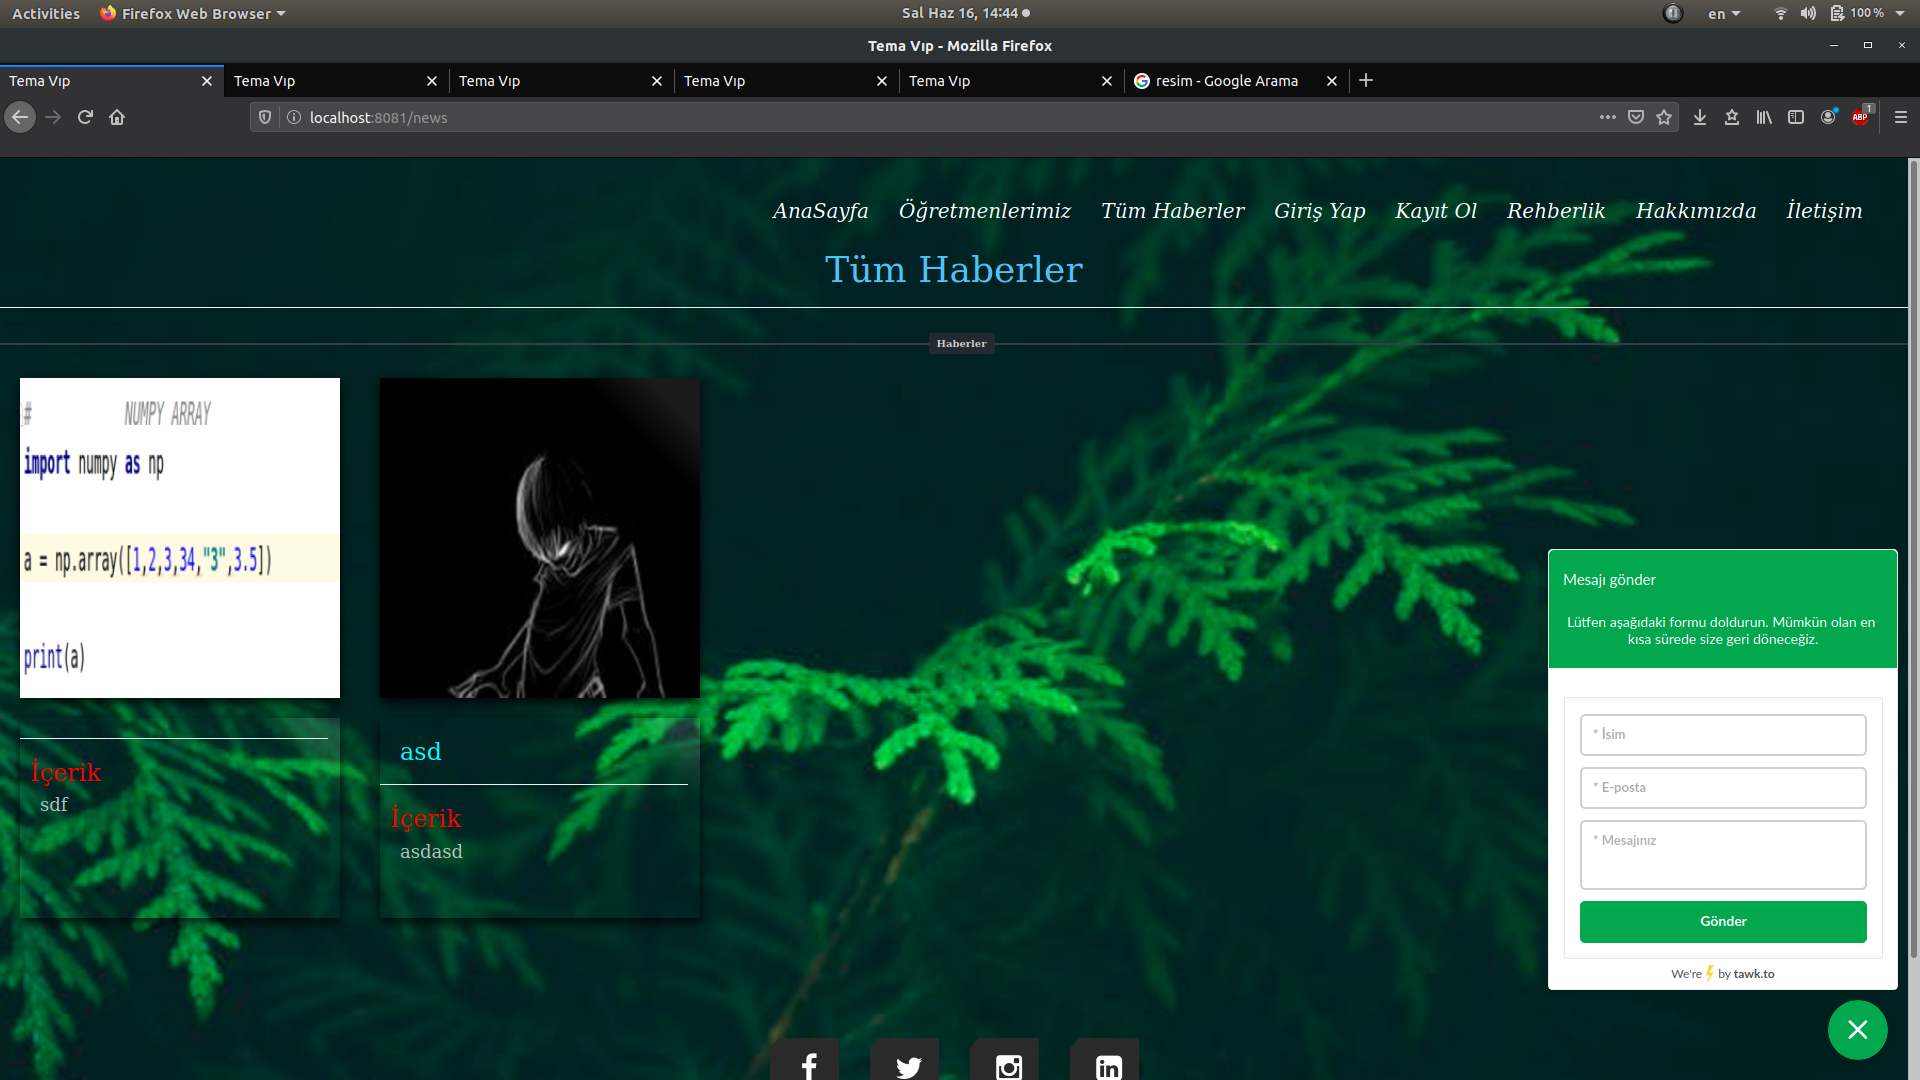 Activities Firefox Web Browser Sal Haz 16, 14:44 en 100 %
Tema Vıp - Mozilla Firefox
Tema Vıp Tema Vıp Tema Vıp Tema Vıp Tema Vıp resim - Google Arama
localhost:8081/news ABP 1
AnaSayfa Öğretmenlerimiz Tüm Haberler Giriş Yap Kayıt Ol Rehberlik Hakkımızda İletişim
Tüm Haberler
Haberler
# NUMPY ARRAY
import numpy as np
a = np.array([1,2,3,34,"3",3.5])
print(a)
İçerik
sdf
asd
İçerik
asdasd
Mesajı gönder
Lütfen aşağıdaki formu doldurun. Mümkün olan en
kısa sürede size geri döneceğiz.
* İsim
* E-posta
* Mesajınız
Gönder
We're by tawk.to